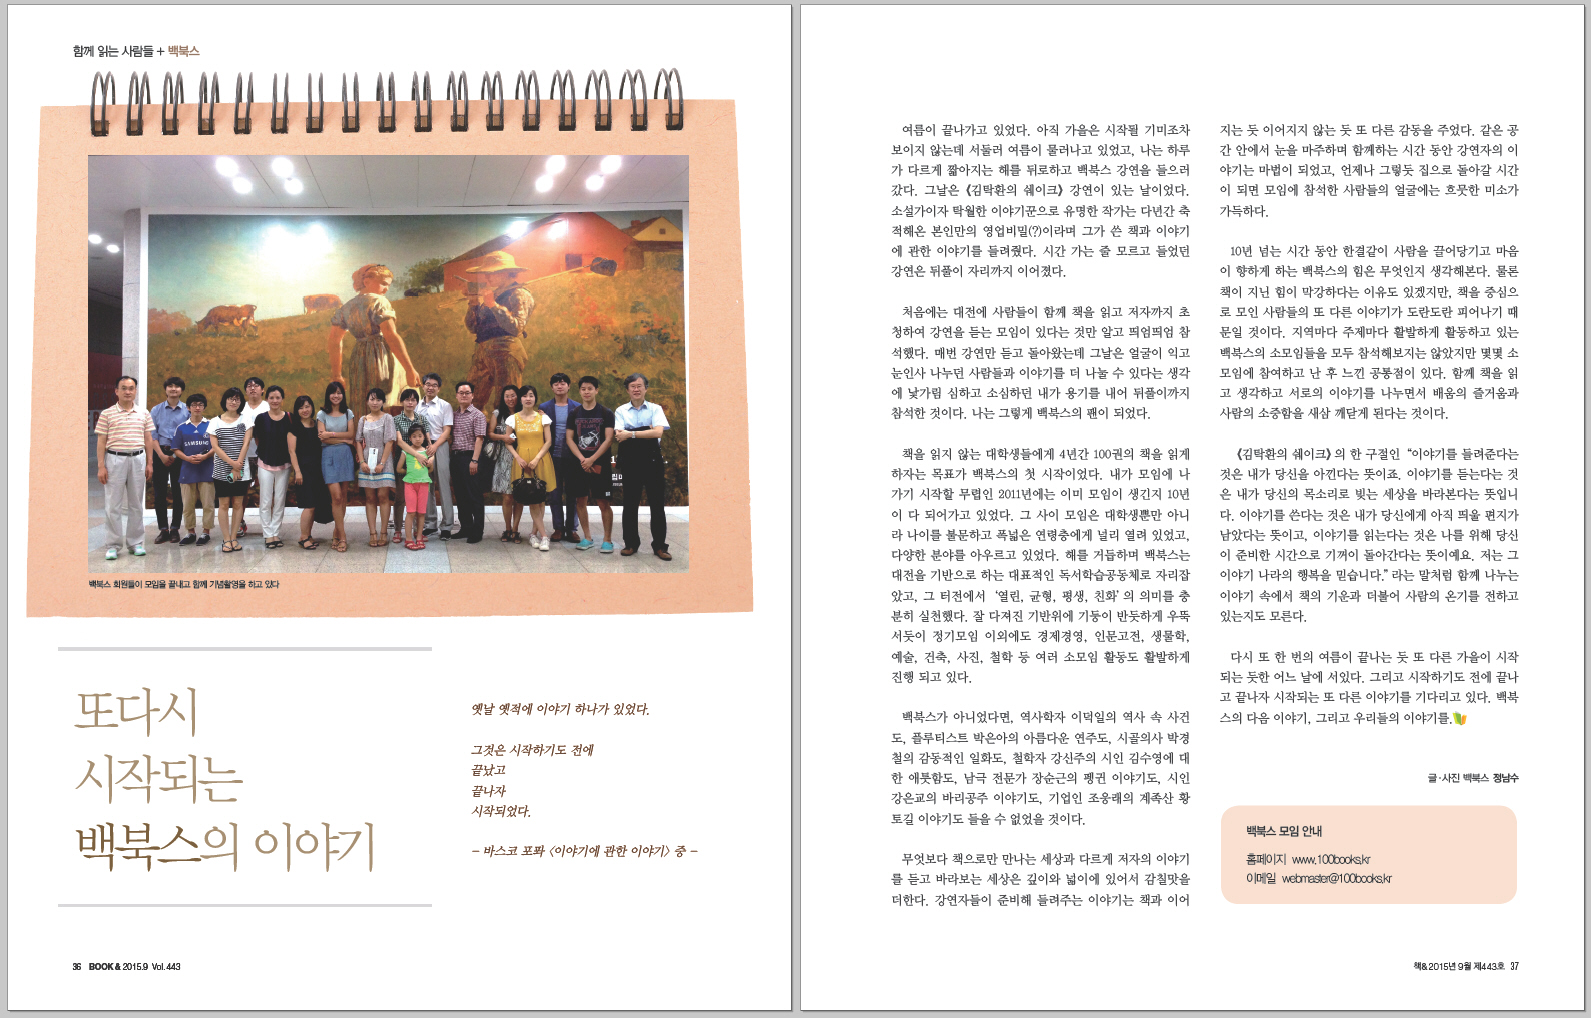 함께 읽는 사람들 + 백북스
SAMSUNG
백북스 회원들이 모임을 끝내고 함께 기념촬영을 하고 있다
또다시
시작되는
백북스의 이야기
옛날 옛적에 이야기 하나가 있었다.
그것은 시작하기도 전에
끝났고
끝나자
시작되었다.
– 바스코 포파 〈이야기에 관한 이야기〉 중 –
36 BOOK & 2015.9 Vol.443
여름이 끝나가고 있었다. 아직 가을은 시작될 기미조차
보이지 않는데 서둘러 여름이 물러나고 있었고, 나는 하루
가 다르게 짧아지는 해를 뒤로하고 백북스 강연을 들으러
갔다. 그날은 《김탁환의 쉐이크》 강연이 있는 날이었다.
소설가이자 탁월한 이야기꾼으로 유명한 작가는 다년간 축
적해온 본인만의 영업비밀(?)이라며 그가 쓴 책과 이야기
에 관한 이야기를 들려줬다. 시간 가는 줄 모르고 들었던
강연은 뒤풀이 자리까지 이어졌다.
처음에는 대전에 사람들이 함께 책을 읽고 저자까지 초
청하여 강연을 듣는 모임이 있다는 것만 알고 띄엄띄엄 참
석했다. 매번 강연만 듣고 돌아왔는데 그날은 얼굴이 익고
눈인사 나누던 사람들과 이야기를 더 나눌 수 있다는 생각
에 낯가림 심하고 소심하던 내가 용기를 내어 뒤풀이까지
참석한 것이다. 나는 그렇게 백북스의 팬이 되었다.
책을 읽지 않는 대학생들에게 4년간 100권의 책을 읽게
하자는 목표가 백북스의 첫 시작이었다. 내가 모임에 나
가기 시작할 무렵인 2011년에는 이미 모임이 생긴지 10년
이 다 되어가고 있었다. 그 사이 모임은 대학생뿐만 아니
라 나이를 불문하고 폭넓은 연령층에게 널리 열려 있었고,
다양한 분야를 아우르고 있었다. 해를 거듭하며 백북스는
대전을 기반으로 하는 대표적인 독서학습공동체로 자리잡
았고, 그 터전에서 ‘열린, 균형, 평생, 친화’의 의미를 충
분히 실천했다. 잘 다져진 기반위에 기둥이 반듯하게 우뚝
서듯이 정기모임 이외에도 경제경영, 인문고전, 생물학,
예술, 건축, 사진, 철학 등 여러 소모임 활동도 활발하게
진행 되고 있다.
백북스가 아니었다면, 역사학자 이덕일의 역사 속 사건
도, 플루티스트 박은아의 아름다운 연주도, 시골의사 박경
철의 감동적인 일화도, 철학자 강신주의 시인 김수영에 대
한 애툿함도, 남극 전문가 장순근의 펭귄 이야기도, 시인
강은교의 바리공주 이야기도, 기업인 조웅래의 계족산 황
토길 이야기도 들을 수 없었을 것이다.
무엇보다 책으로만 만나는 세상과 다르게 저자의 이야기
를 듣고 바라보는 세상은 깊이와 넓이에 있어서 감칠맛을
더한다. 강연자들이 준비해 들려주는 이야기는 책과 이어
지는 듯 이어지지 않는 듯 또 다른 감동을 주었다. 같은 공
간 안에서 눈을 마주하며 함께하는 시간 동안 강연자의 이
야기는 마법이 되었고, 언제나 그렇듯 집으로 돌아갈 시간
이 되면 모임에 참석한 사람들의 얼굴에는 흐뭇한 미소가
가득하다.
10년 넘는 시간 동안 한결같이 사람을 끌어당기고 마음
이 향하게 하는 백북스의 힘은 무엇인지 생각해본다. 물론
책이 지닌 힘이 막강하다는 이유도 있겠지만, 책을 중심으
로 모인 사람들의 또 다른 이야기가 도란도란 피어나기 때
문일 것이다. 지역마다 주제마다 활발하게 활동하고 있는
백북스의 소모임들을 모두 참석해보지는 않았지만 몇몇 소
모임에 참여하고 난 후 느낀 공통점이 있다. 함께 책을 읽
고 생각하고 서로의 이야기를 나누면서 배움의 즐거움과
사람의 소중함을 새삼 깨닫게 된다는 것이다.
《김탁환의 쉐이크》의 한 구절인 “이야기를 들려준다는
것은 내가 당신을 아낀다는 뜻이죠. 이야기를 듣는다는 것
은 내가 당신의 목소리로 빚는 세상을 바라본다는 뜻입니
다. 이야기를 쓴다는 것은 내가 당신에게 아직 띄울 편지가
남았다는 뜻이고, 이야기를 읽는다는 것은 나를 위해 당신
이 준비한 시간으로 기꺼이 돌아간다는 뜻이예요. 저는 그
이야기 나라의 행복을 믿습니다.”라는 말처럼 함께 나누는
이야기 속에서 책의 기운과 더불어 사람의 온기를 전하고
있는지도 모른다.
다시 또 한 번의 여름이 끝나는 듯 또 다른 가을이 시작
되는 듯한 어느 날에 서있다. 그리고 시작하기도 전에 끝나
고 끝나자 시작되는 또 다른 이야기를 기다리고 있다. 백북
스의 다음 이야기, 그리고 우리들의 이야기를.
글·사진 백북스 정남수
백북스 모임 안내
홈페이지 www.100books.kr
이메일 webmaster@100books.kr
책&2015년 9월 제443호 37